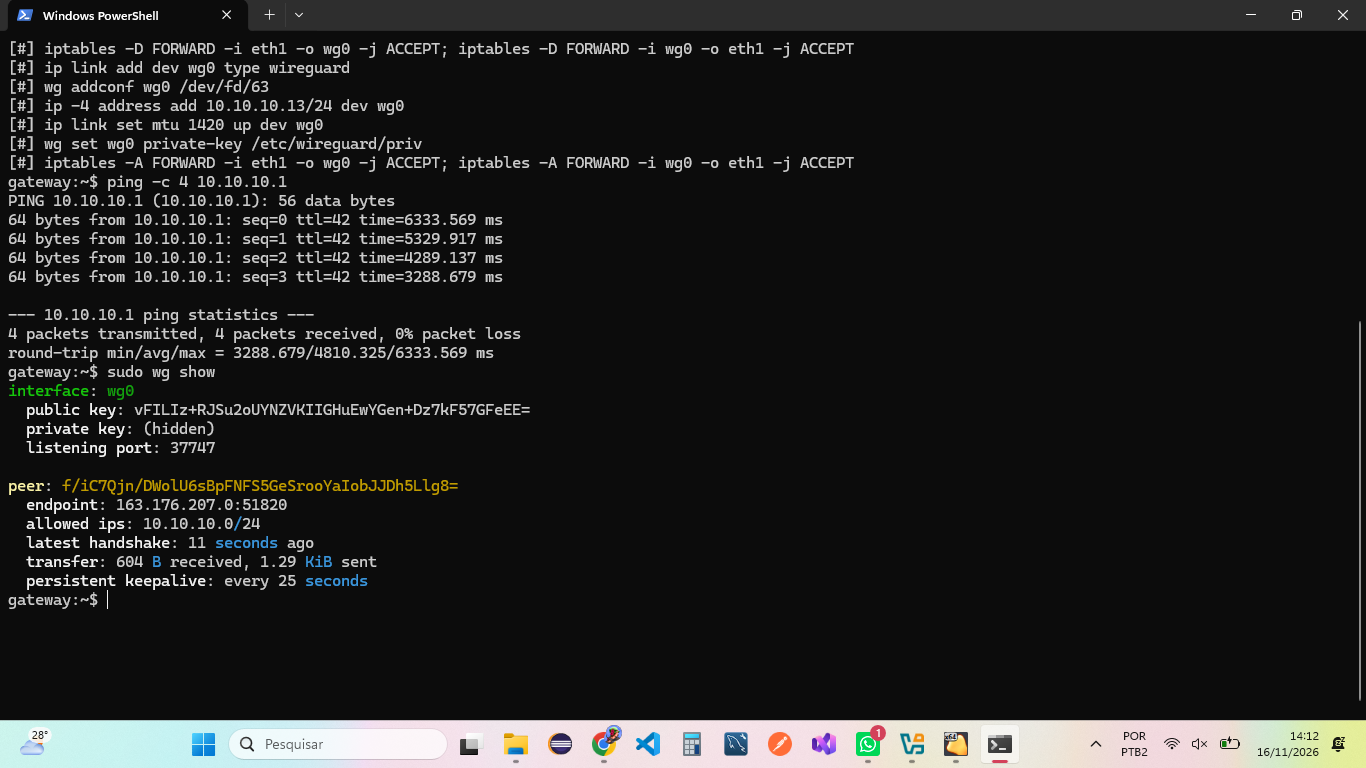 Windows PowerShell
[#] iptables -D FORWARD -i eth1 -o wg0 -j ACCEPT; iptables -D FORWARD -i wg0 -o eth1 -j ACCEPT
[#] ip link add dev wg0 type wireguard
[#] wg addconf wg0 /dev/fd/63
[#] ip -4 address add 10.10.10.13/24 dev wg0
[#] ip link set mtu 1420 up dev wg0
[#] wg set wg0 private-key /etc/wireguard/priv
[#] iptables -A FORWARD -i eth1 -o wg0 -j ACCEPT; iptables -A FORWARD -i wg0 -o eth1 -j ACCEPT
gateway:~$ ping -c 4 10.10.10.1
PING 10.10.10.1 (10.10.10.1): 56 data bytes
64 bytes from 10.10.10.1: seq=0 ttl=42 time=6333.569 ms
64 bytes from 10.10.10.1: seq=1 ttl=42 time=5329.917 ms
64 bytes from 10.10.10.1: seq=2 ttl=42 time=4289.137 ms
64 bytes from 10.10.10.1: seq=3 ttl=42 time=3288.679 ms
--- 10.10.10.1 ping statistics ---
4 packets transmitted, 4 packets received, 0% packet loss
round-trip min/avg/max = 3288.679/4810.325/6333.569 ms
gateway:~$ sudo wg show
interface: wg0
public key: vFILIz+RJSu2oUYNZVKIIGHuEwYGen+Dz7kF57GFeEE=
private key: (hidden)
listening port: 37747
peer: f/iC7Qjn/DWolU6sBpFNFS5GeSrooYaIobJJDh5Llg8=
endpoint: 163.176.207.0:51820
allowed ips: 10.10.10.0/24
latest handshake: 11 seconds ago
transfer: 604 B received, 1.29 KiB sent
persistent keepalive: every 25 seconds
gateway:~$
28°
Pesquisar
1
POR
PTB2
14:12
16/11/2026